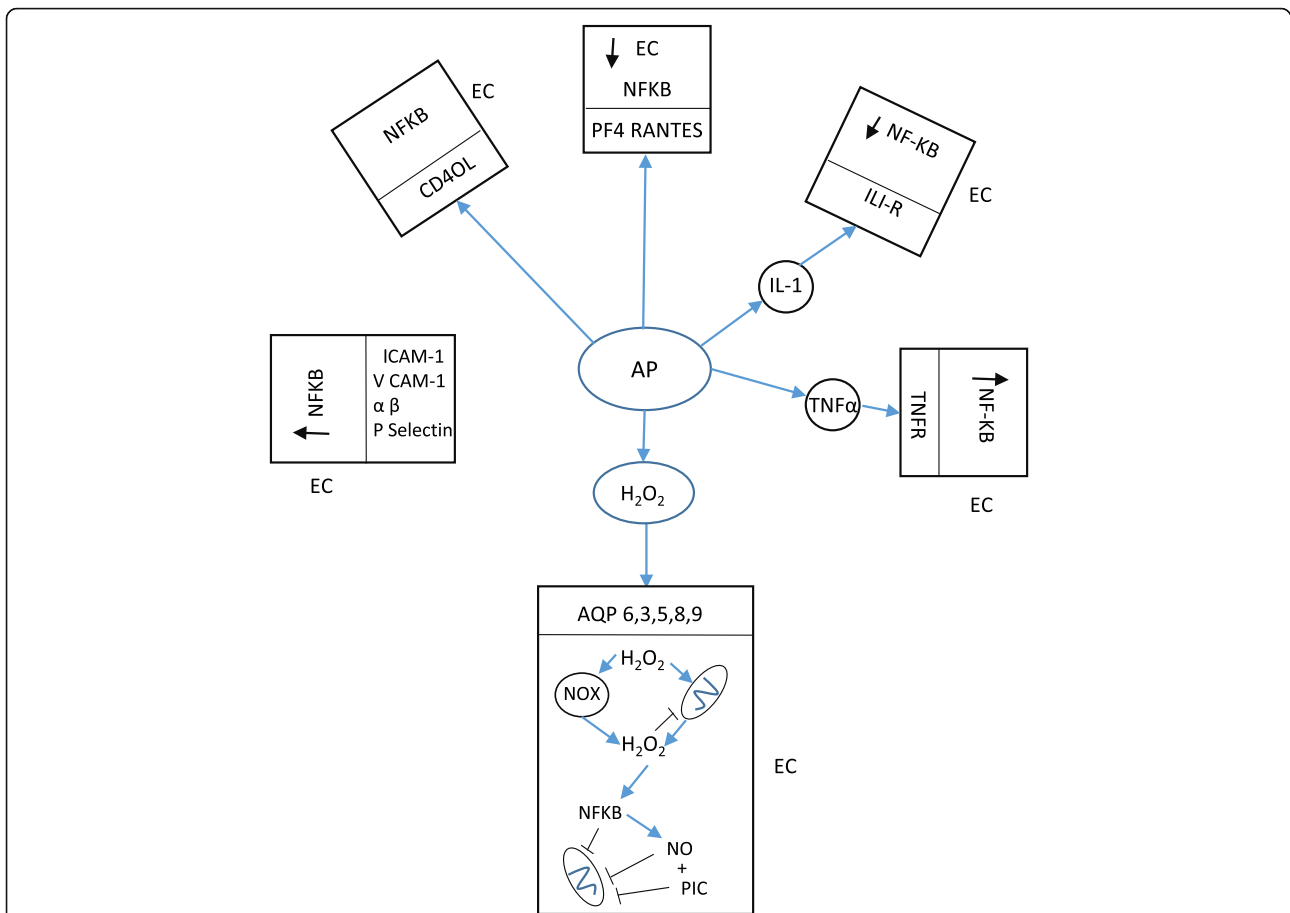 EC
NFKB
PF4 RANTES
NFKB
CD4OL
EC
NF-KB
ILI-R
EC
IL-1
AP
ICAM-1
V CAM-1
α β
P Selectin
NFKB
EC
TNFα
TNFR
NF-KB
EC
H₂O₂
AQP 6,3,5,8,9
H₂O₂
NOX
H₂O₂
EC
NFKB
NO
+
PIC